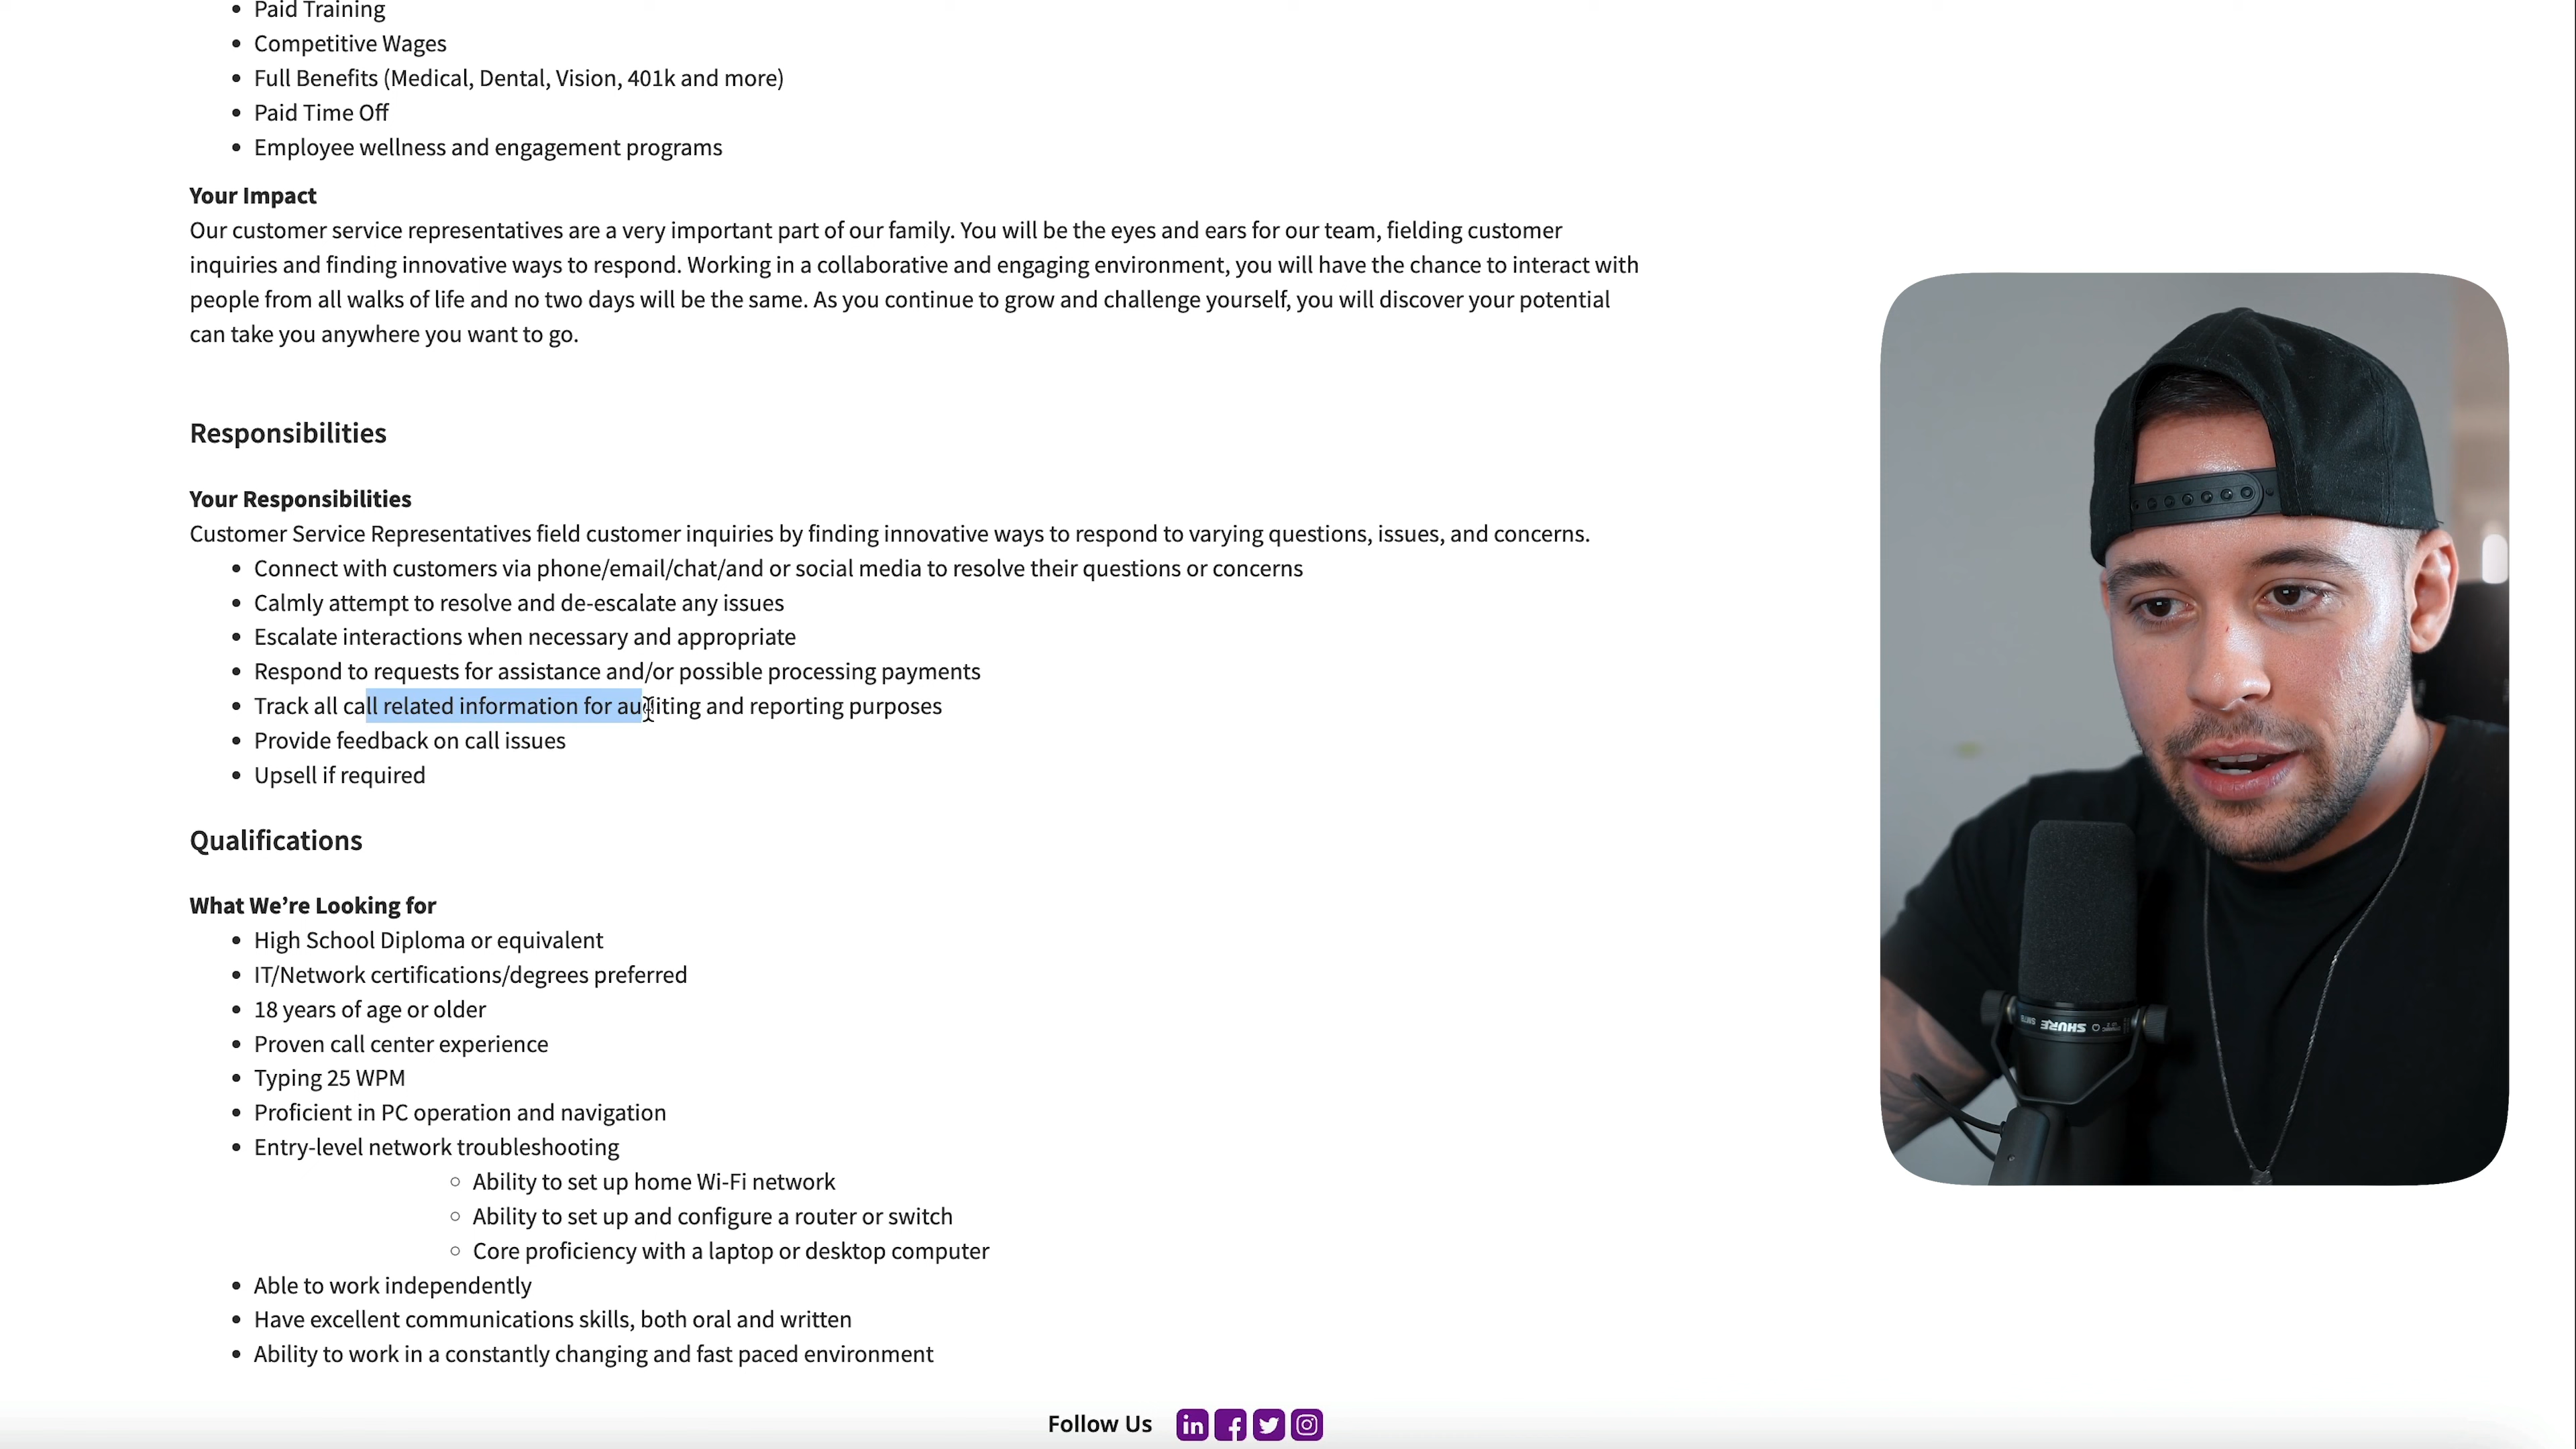 Paid Training
Competitive Wages
Full Benefits (Medical, Dental, Vision, 401k and more)
Paid Time Off
Employee wellness and engagement programs
Your Impact
Our customer service representatives are a very important part of our family. You will be the eyes and ears for our team, fielding customer
inquiries and finding innovative ways to respond. Working in a collaborative and engaging environment, you will have the chance to interact with
people from all walks of life and no two days will be the same. As you continue to grow and challenge yourself, you will discover your potential
can take you anywhere you want to go.
Responsibilities
Your Responsibilities
Customer Service Representatives field customer inquiries by finding innovative ways to respond to varying questions, issues, and concerns.
Connect with customers via phone/email/chat/and or social media to resolve their questions or concerns
Calmly attempt to resolve and de-escalate any issues
Escalate interactions when necessary and appropriate
Respond to requests for assistance and/or possible processing payments
Track all call related information for auditing and reporting purposes
Provide feedback on call issues
Upsell if required
Qualifications
What We’re Looking for
High School Diploma or equivalent
IT/Network certifications/degrees preferred
18 years of age or older
Proven call center experience
Typing 25 WPM
Proficient in PC operation and navigation
Entry-level network troubleshooting
Ability to set up home Wi-Fi network
Ability to set up and configure a router or switch
Core proficiency with a laptop or desktop computer
Able to work independently
Have excellent communications skills, both oral and written
Ability to work in a constantly changing and fast paced environment
Follow Us
SHURE